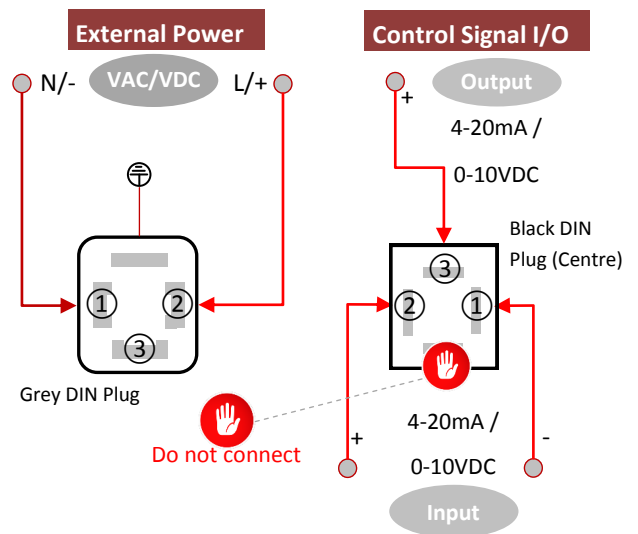 External Power
N/-
VAC/VDC
L/+
1
2
3
Grey DIN Plug
Do not connect
Control Signal I/O
Output
+
4-20mA /
0-10VDC
Black DIN
Plug (Centre)
3
2
1
+
4-20mA /
-
0-10VDC
Input